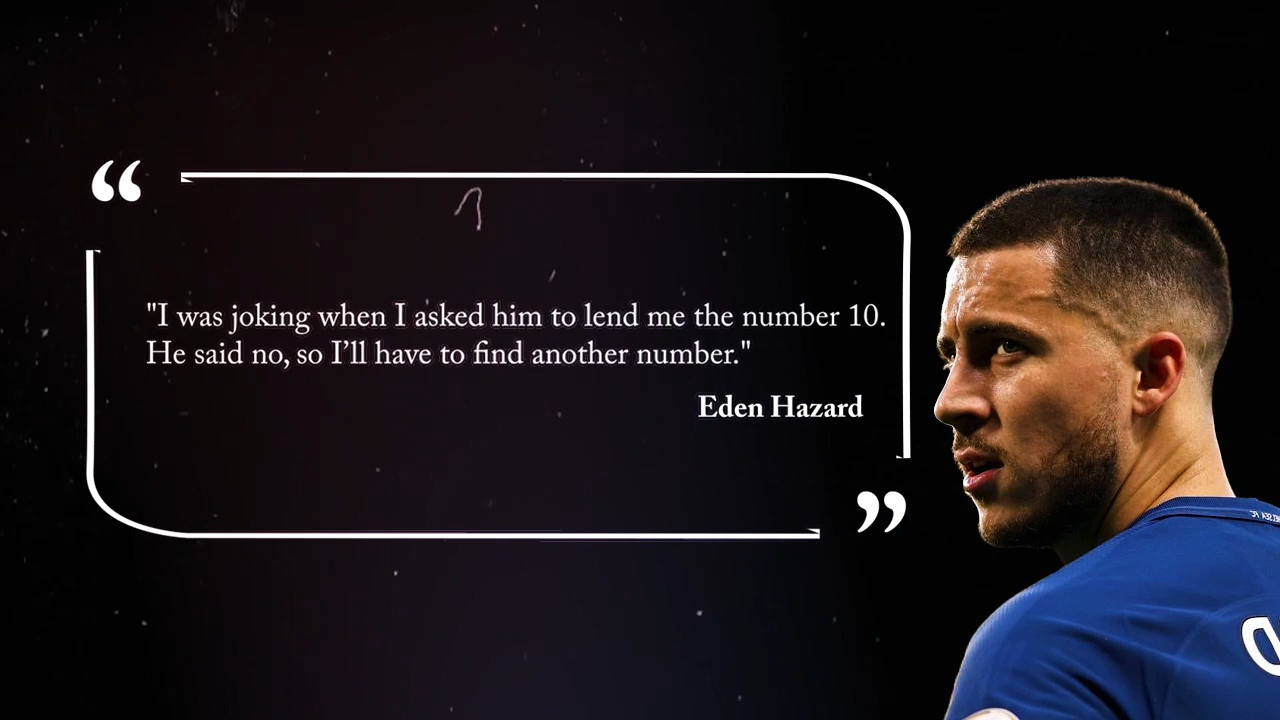 "I was joking when I asked him to lend me the number 10.
He said no, so I’ll have to find another number."
Eden Hazard